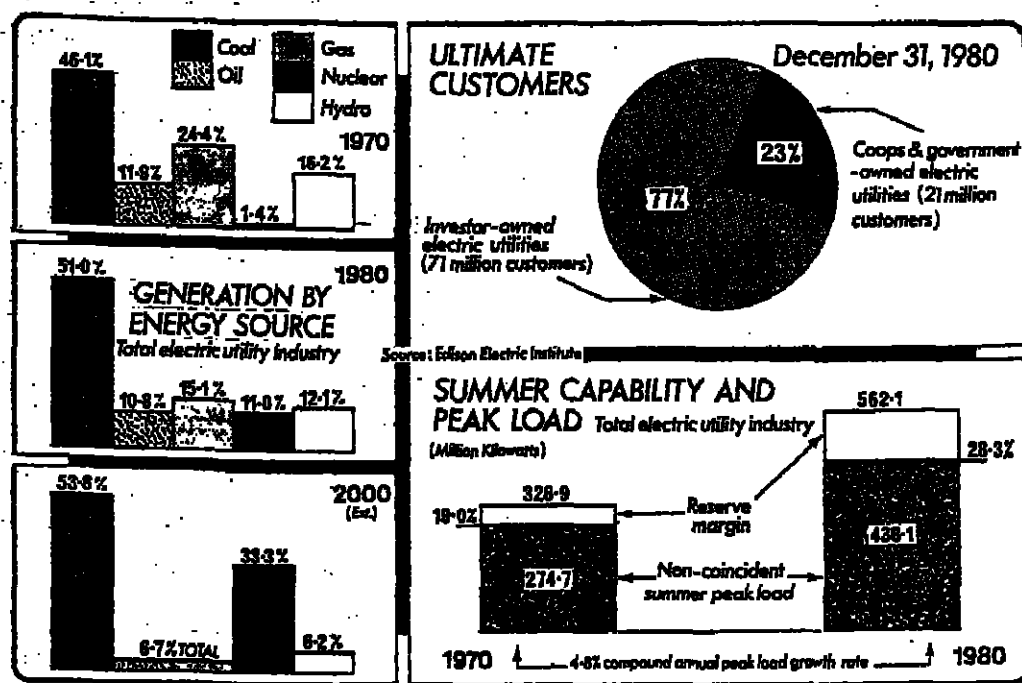 46·1%
Coal
Oil
Gas
Nuclear
Hydro
11·9%
24·4%
1·4%
16·2%
1970
51·0%
1980
GENERATION BY
ENERGY SOURCE
Total electric utility industry
10·8%
15·1%
11·0%
12·1%
53·8%
2000
(Est.)
6·7% TOTAL
33·3%
6·2%
ULTIMATE
CUSTOMERS
December 31, 1980
77%
23%
Coops & government
-owned electric
utilities (21 million
customers)
Investor-owned
electric utilities
(71 million customers)
Source: Edison Electric Institute
SUMMER CAPABILITY AND
PEAK LOAD Total electric utility industry
(Million Kilowatts)
562·1
28·3%
438·1
328·9
19·0%
274·7
Reserve
margin
Non-coincident
summer peak load
1970
4·8% compound annual peak load growth rate
1980